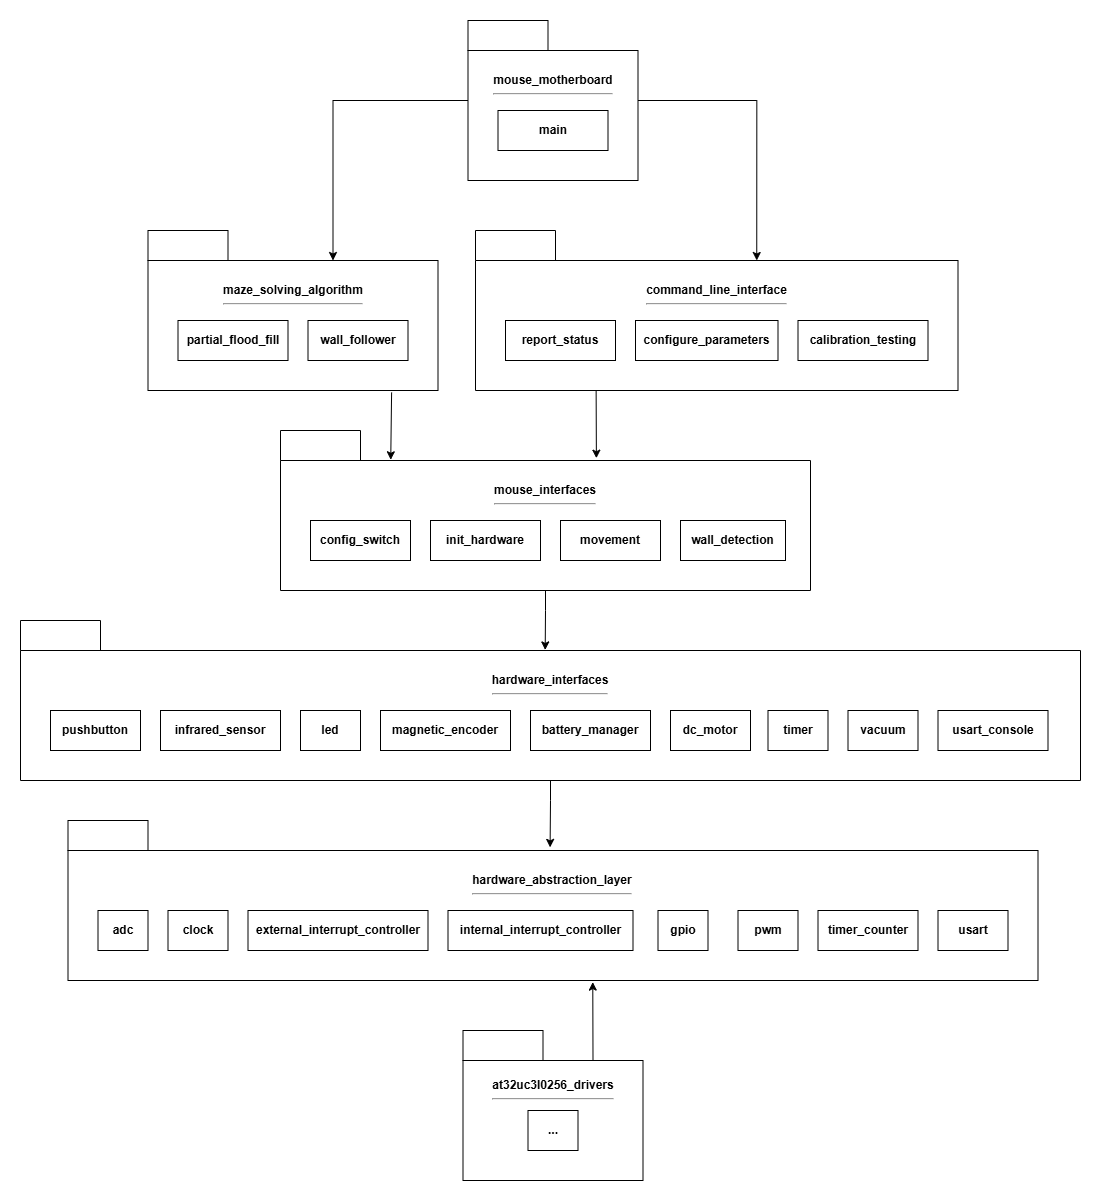 mouse_motherboard
main
maze_solving_algorithm
partial_flood_fill
wall_follower
command_line_interface
report_status
configure_parameters
calibration_testing
mouse_interfaces
config_switch
init_hardware
movement
wall_detection
hardware_interfaces
pushbutton
infrared_sensor
led
magnetic_encoder
battery_manager
dc_motor
timer
vacuum
usart_console
hardware_abstraction_layer
adc
clock
external_interrupt_controller
internal_interrupt_controller
gpio
pwm
timer_counter
usart
at32uc3l0256_drivers
...